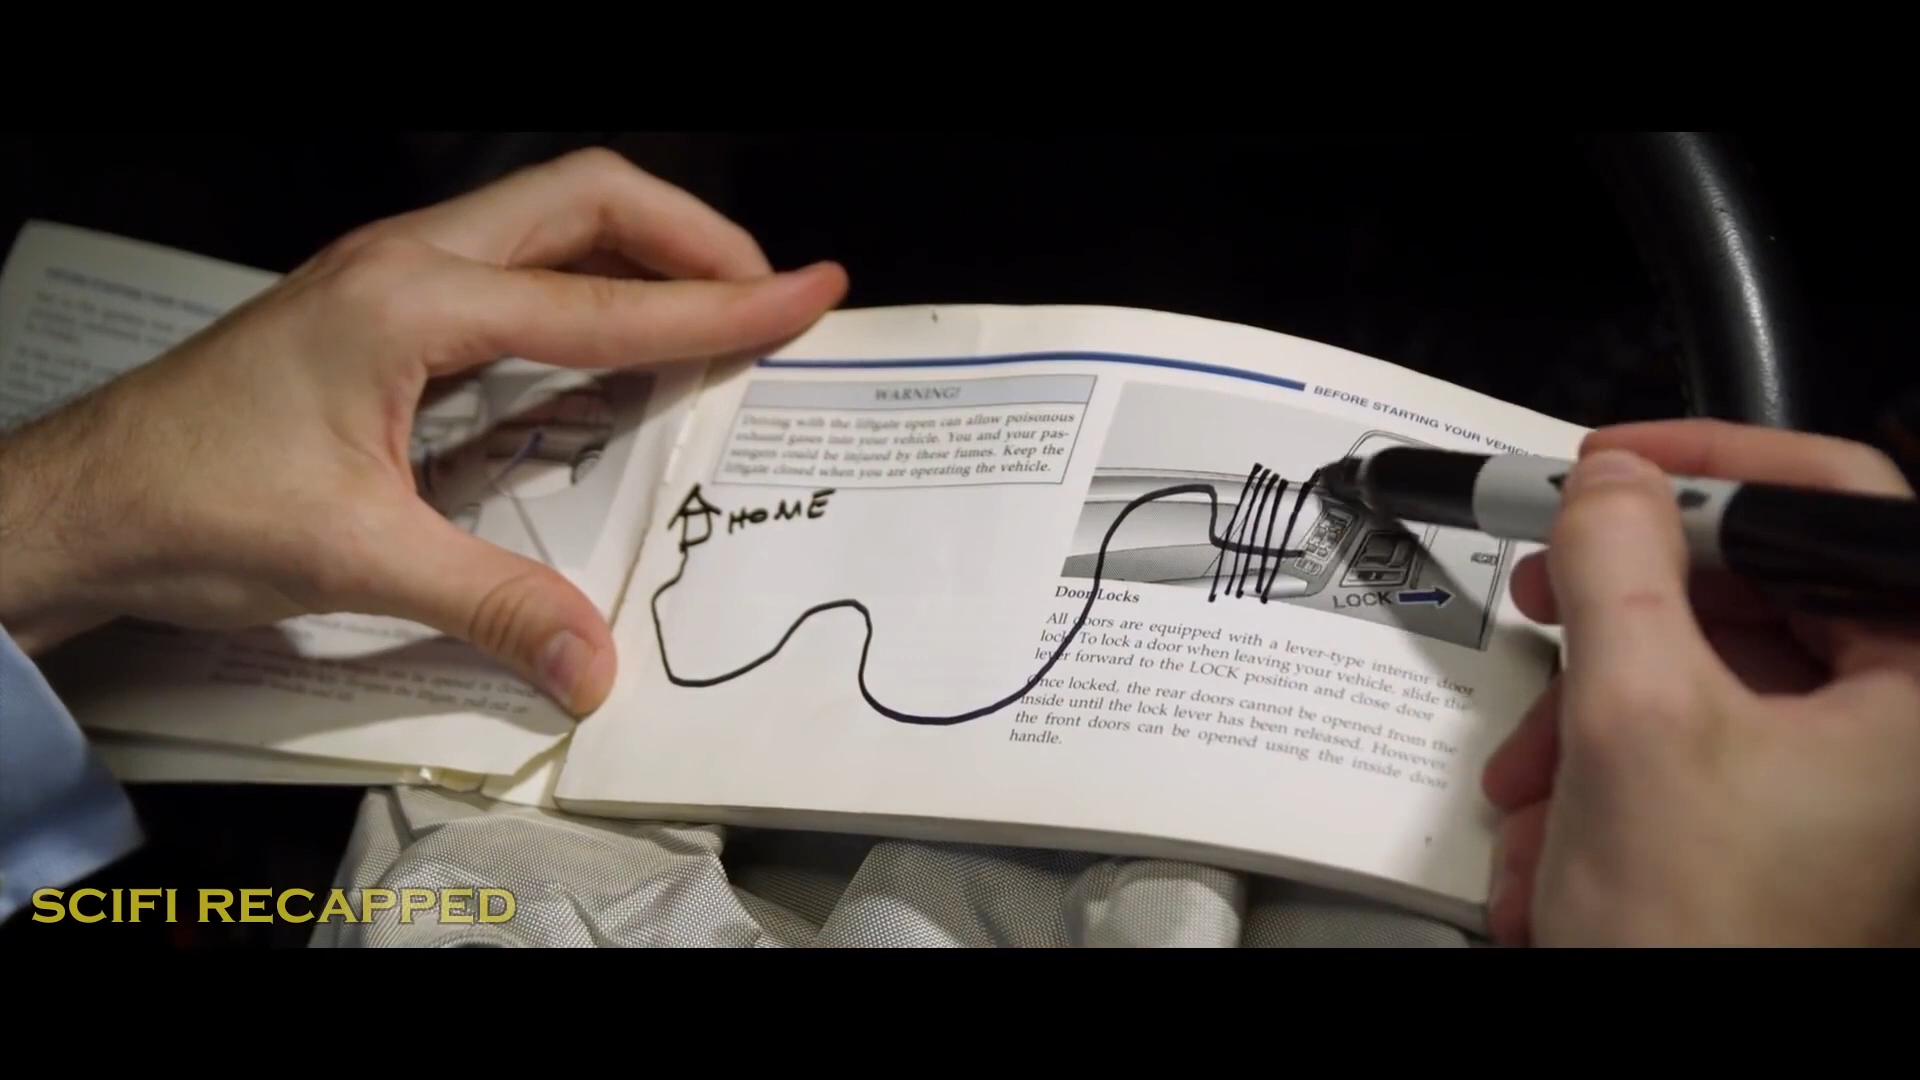 BEFORE STARTING YOUR VEHICLE
WARNING!
Driving with the liftgate open can allow poisonous
exhaust gases into your vehicle. You and your pas-
sengers could be injured by these fumes. Keep the
liftgate closed when you are operating the vehicle.
HOME
LOCK
Door Locks
All doors are equipped with a lever-type interior door
lock. To lock a door when leaving your vehicle, slide the
lever forward to the LOCK position and close door
Once locked, the rear doors cannot be opened from the
inside until the lock lever has been released. However
the front doors can be opened using the inside door
handle.
SCIFI RECAPPED